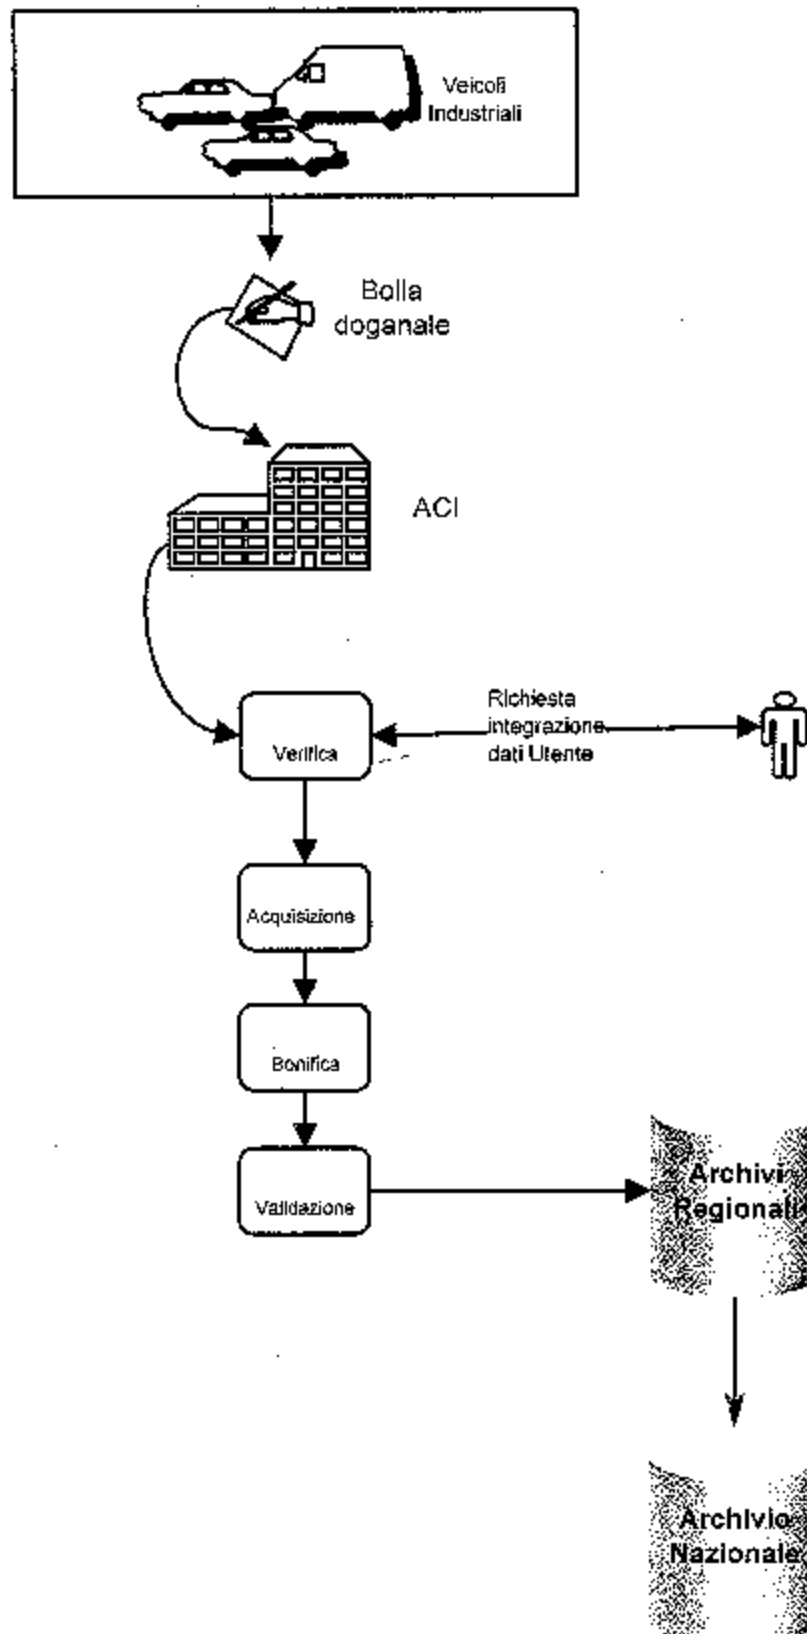 Veicoli
Industriali
Bolla
doganale
ACI
Richiesta
integrazione
dati Utente
Verifica
Acquisizione
Bonifica
Validazione
Archivi
Regionali
Archivio
Nazionale